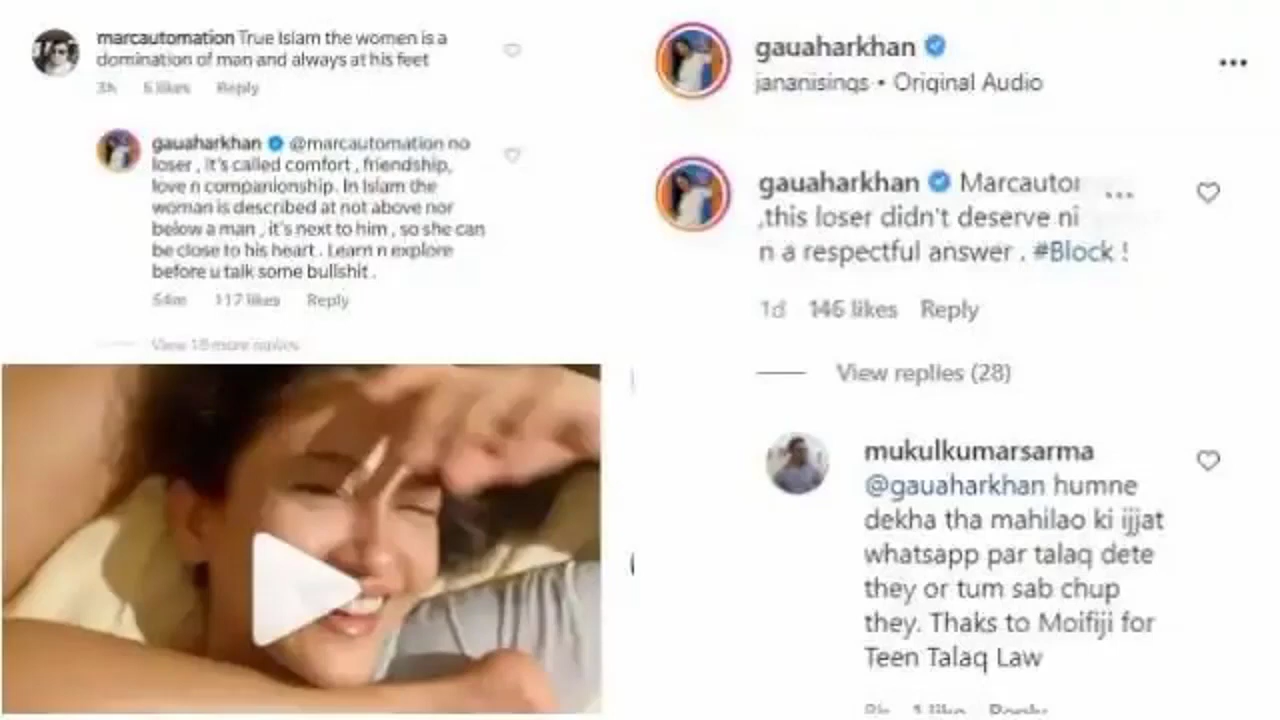 marcautomation True Islam the women is a
domination of man and always at his feet
3h 6 likes Reply
gauaharkhan @marcautomation no
loser , it's called comfort , friendship,
love n companionship. In Islam the
woman is described at not above nor
below a man , it's next to him , so she can
be close to his heart . Learn n explore
before u talk some bullshit .
54m 117 likes Reply
View 18 more replies
gauaharkhan
jananisings • Original Audio
gauaharkhan Marcautor
,this loser didn't deserve ni
n a respectful answer . #Block !
1d 146 likes Reply
View replies (28)
mukulkumarsarma
@gauaharkhan humne
dekha tha mahilao ki ijjat
whatsapp par talaq dete
they or tum sab chup
they. Thaks to Moifiji for
Teen Talaq Law
1 like Reply